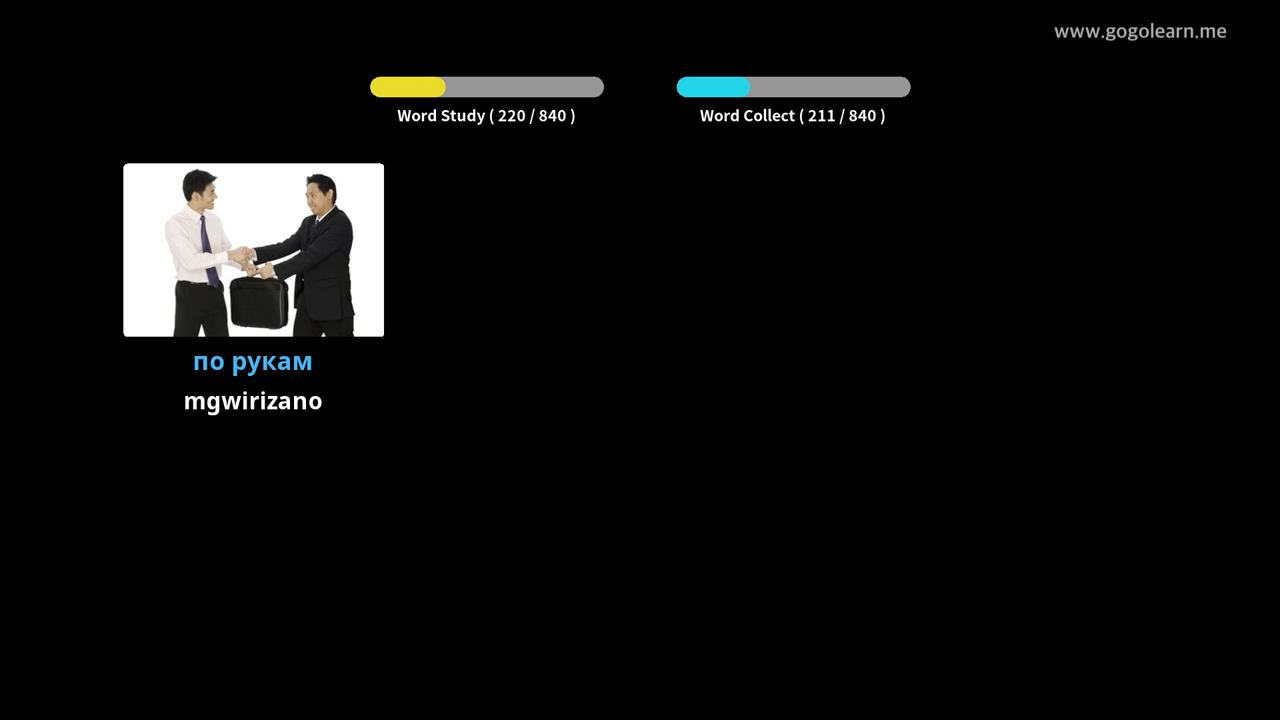 www.gogolearn.me
Word Study ( 220 / 840 )
Word Collect ( 211 / 840 )
по рукам
mgwirizano